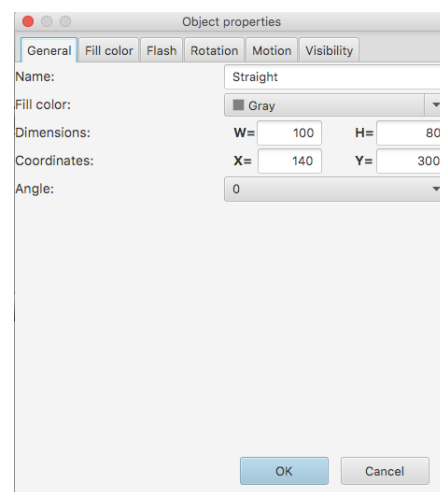 Object properties
General Fill color Flash Rotation Motion Visibility
Name: Straight
Fill color: Gray
Dimensions: W= 100 H= 80
Coordinates: X= 140 Y= 300
Angle: 0
OK Cancel